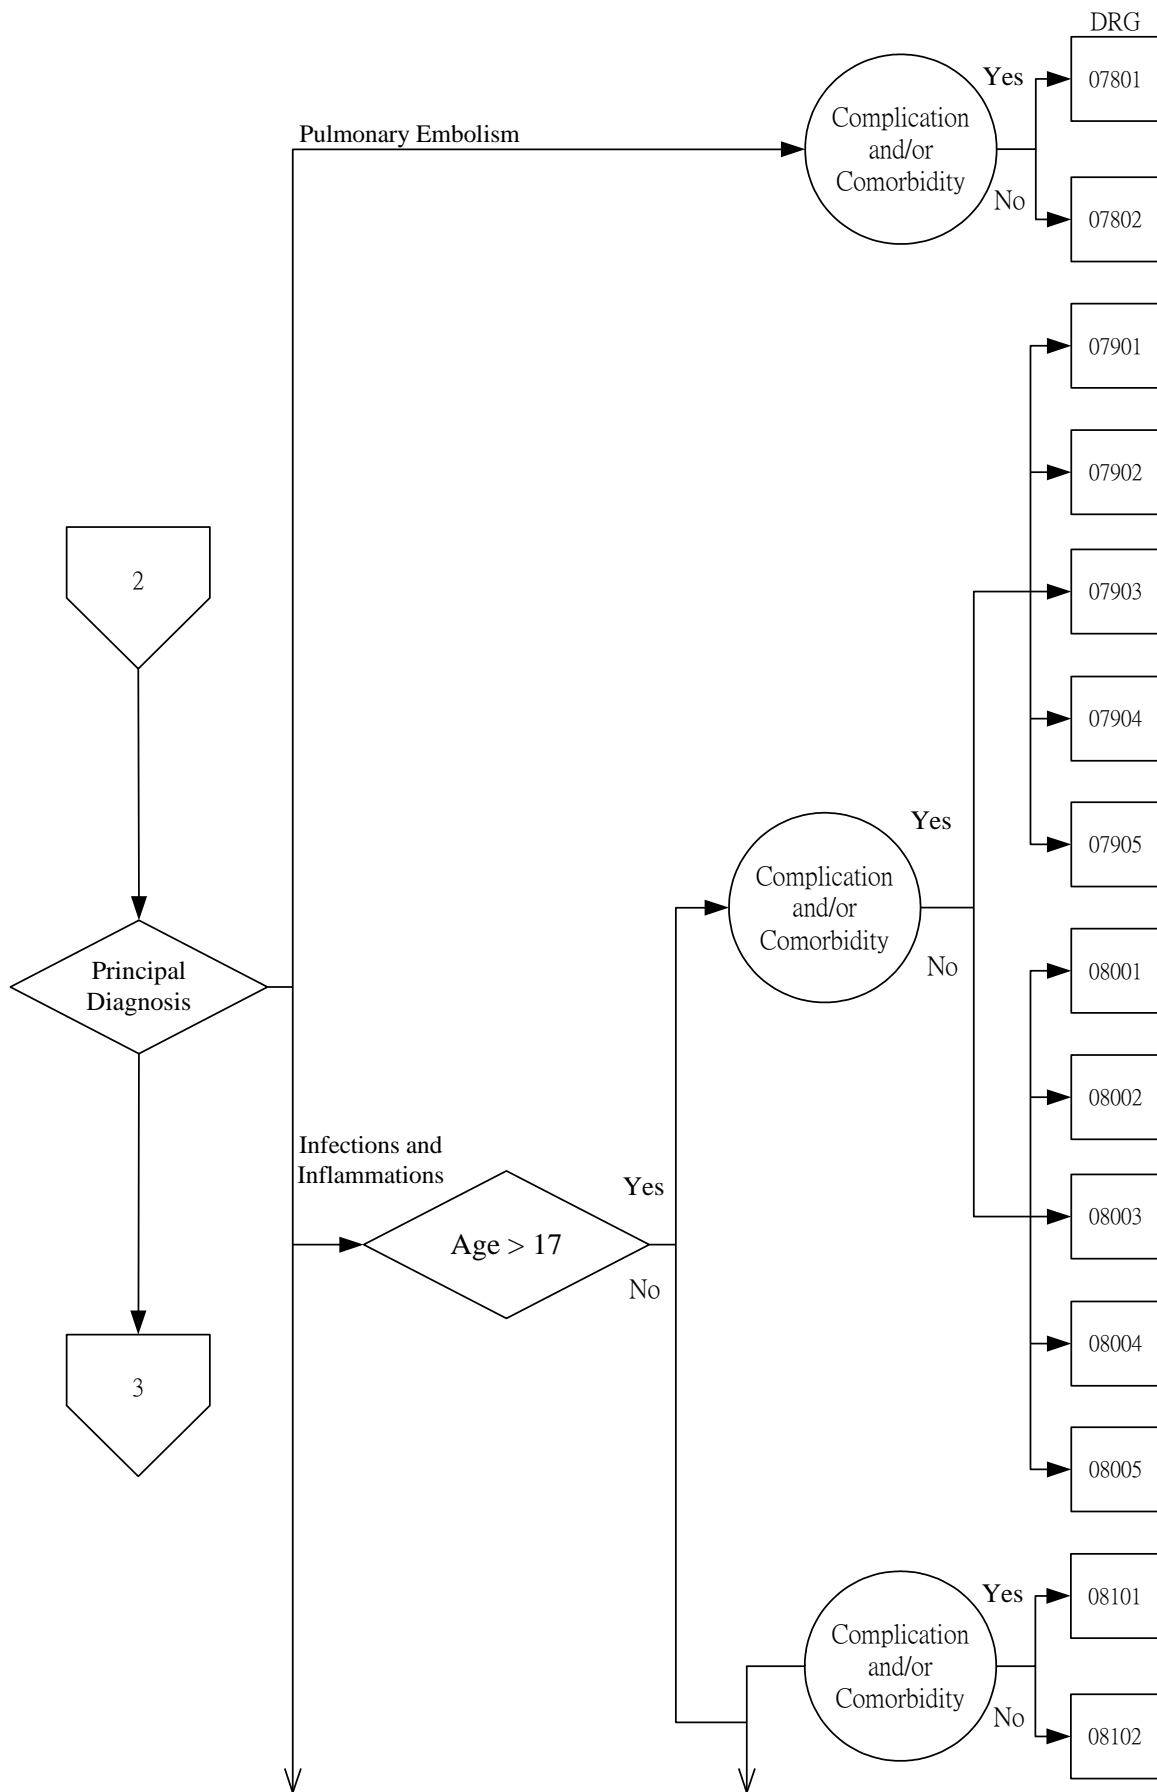 DRG
Yes
07801
Pulmonary Embolism
Complication
and/or
Comorbidity
No
07802
07901
07902
2
07903
07904
Yes
07905
Complication
and/or
Comorbidity
No
08001
Principal
Diagnosis
08002
Infections and
Inflammations
Yes
08003
Age > 17
No
08004
3
08005
Yes
08101
Complication
and/or
Comorbidity
No
08102